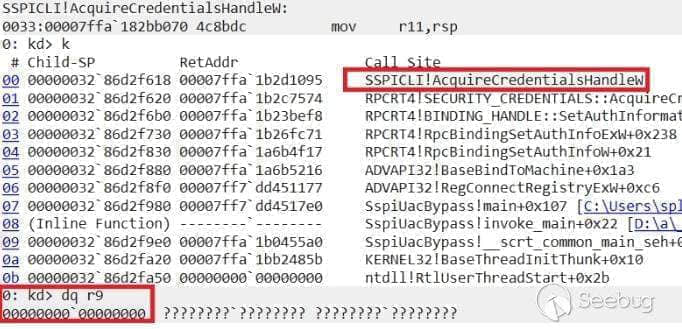 SSPICLI!AcquireCredentialsHandleW:
0033:00007ffa`182bb070 4c8bdc mov r11,rsp
0: kd> k
# Child-SP RetAddr Call Site
00 00000032`86d2f618 00007ffa`1b2d1095 SSPICLI!AcquireCredentialsHandleW
01 00000032`86d2f620 00007ffa`1b2c7574 RPCRT4!SECURITY_CREDENTIALS::AcquireCr
02 00000032`86d2f6b0 00007ffa`1b23bef8 RPCRT4!BINDING_HANDLE::SetAuthInformat
03 00000032`86d2f730 00007ffa`1b26fc71 RPCRT4!RpcBindingSetAuthInfoExW+0x238
04 00000032`86d2f830 00007ffa`1a6b4f17 RPCRT4!RpcBindingSetAuthInfoW+0x21
05 00000032`86d2f880 00007ffa`1a6b5216 ADVAPI32!BaseBindToMachine+0x1a3
06 00000032`86d2f8f0 00007ff7`dd451177 ADVAPI32!RegConnectRegistryExW+0xc6
07 00000032`86d2f980 00007ff7`dd4517e0 SspiUacBypass!main+0x107 [C:\Users\spl
08 (Inline Function) --------`-------- SspiUacBypass!invoke_main+0x22 [D:\a\_
09 00000032`86d2f9e0 00007ffa`1b0455a0 SspiUacBypass!__scrt_common_main_seh+0
0a 00000032`86d2fa20 00007ffa`1bb2485b KERNEL32!BaseThreadInitThunk+0x10
0b 00000032`86d2fa50 00000000`00000000 ntdll!RtlUserThreadStart+0x2b
0: kd> dq r9
00000000`00000000 ????????`???????? ????????`????????
Seebug